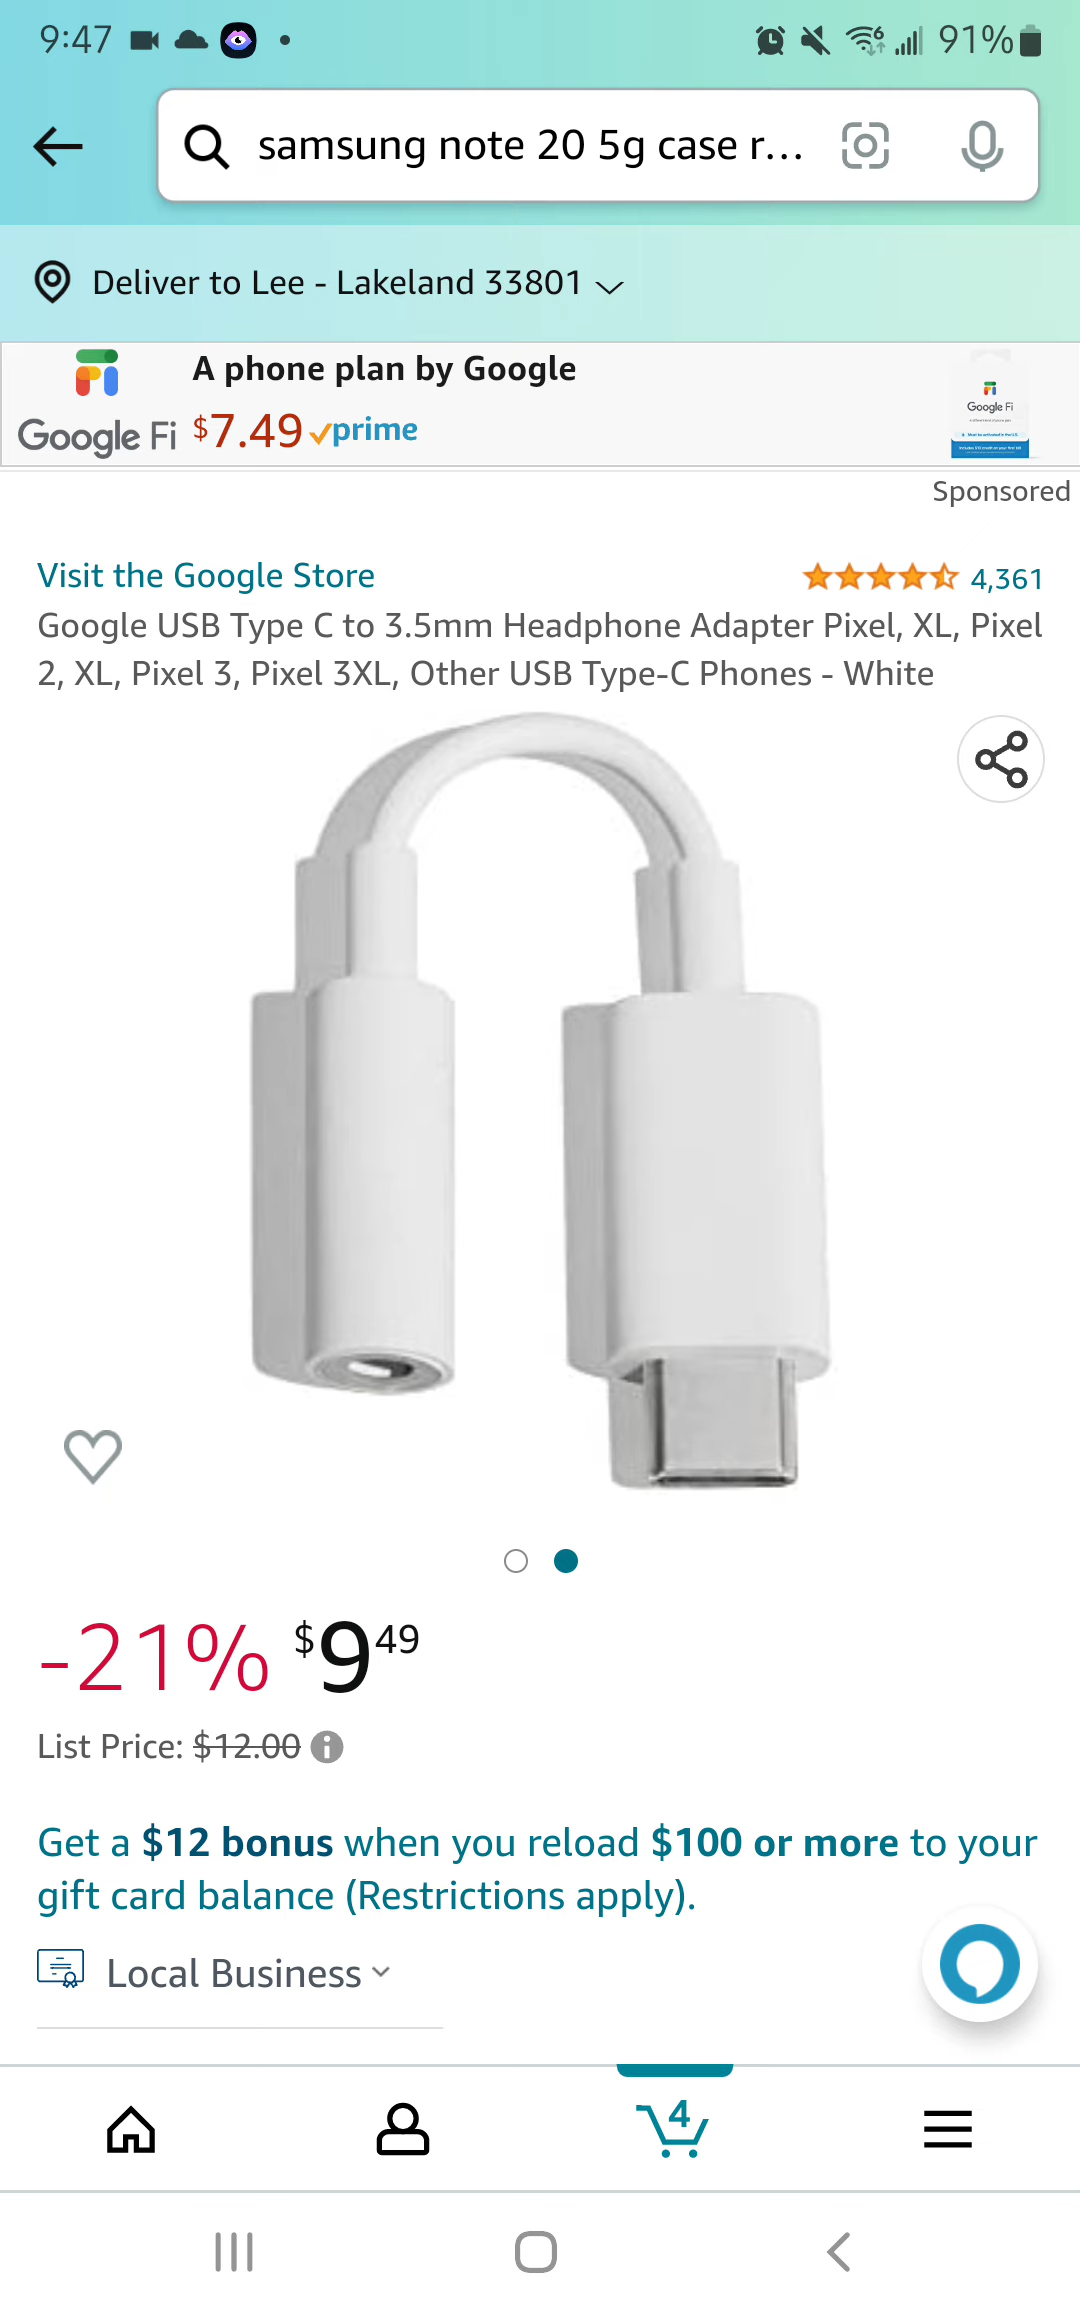 9:47
6
91%
samsung note 20 5g case r...
Deliver to Lee - Lakeland 33801
A phone plan by Google
Google Fi $7.49 prime
Google Fi
Sponsored
Visit the Google Store 4,361
Google USB Type C to 3.5mm Headphone Adapter Pixel, XL, Pixel
2, XL, Pixel 3, Pixel 3XL, Other USB Type-C Phones - White
-21% $9 49
List Price: $12.00
Get a $12 bonus when you reload $100 or more to your
gift card balance (Restrictions apply).
Local Business
4